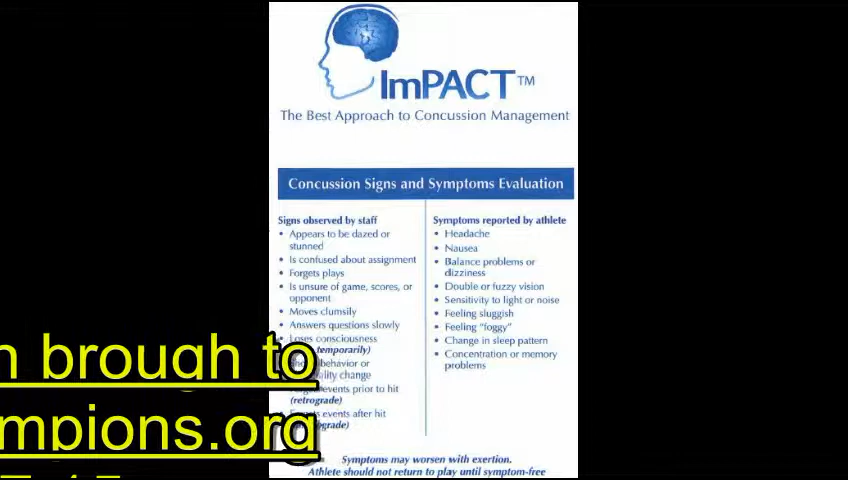 ImPACT™
The Best Approach to Concussion Management
Concussion Signs and Symptoms Evaluation
Signs observed by staff
• Appears to be dazed or
stunned
• Is confused about assignment
• Forgets plays
• Is unsure of game, scores, or
opponent
• Moves clumsily
• Answers questions slowly
• Loses consciousness
temporarily)
behavior or
change
events prior to hit
(retrograde)
events after hit
Symptoms reported by athlete
• Headache
• Nausea
• Balance problems or
dizziness
• Double or fuzzy vision
• Sensitivity to light or noise
• Feeling sluggish
• Feeling "foggy"
• Change in sleep pattern
• Concentration or memory
problems
Symptoms may worsen with exertion.
Athlete should not return to play until symptom-free
brough to
mpions.org